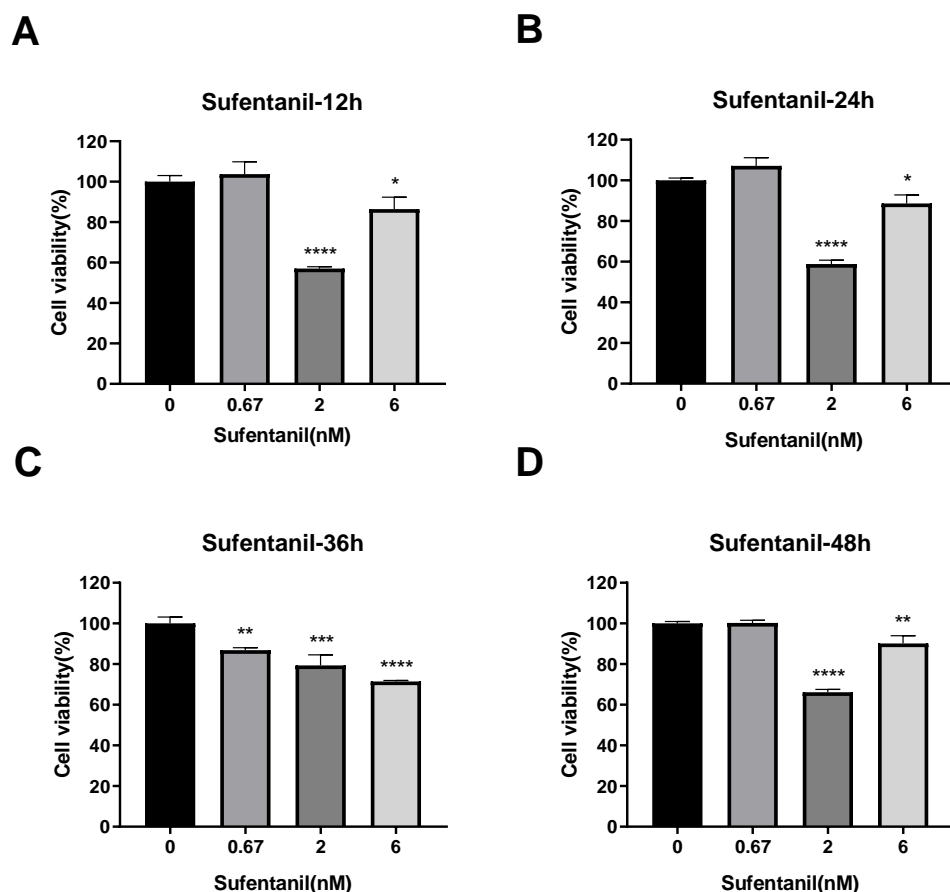 A
Sufentanil-12h
Cell viability(%)
120
100
80
60
40
20
0
*
****
0 0.67 2 6
Sufentanil(nM)
B
Sufentanil-24h
Cell viability(%)
120
100
80
60
40
20
0
*
****
0 0.67 2 6
Sufentanil(nM)
C
Sufentanil-36h
Cell viability(%)
120
100
80
60
40
20
0
** *** ****
0 0.67 2 6
Sufentanil(nM)
D
Sufentanil-48h
Cell viability(%)
120
100
80
60
40
20
0
**
****
0 0.67 2 6
Sufentanil(nM)